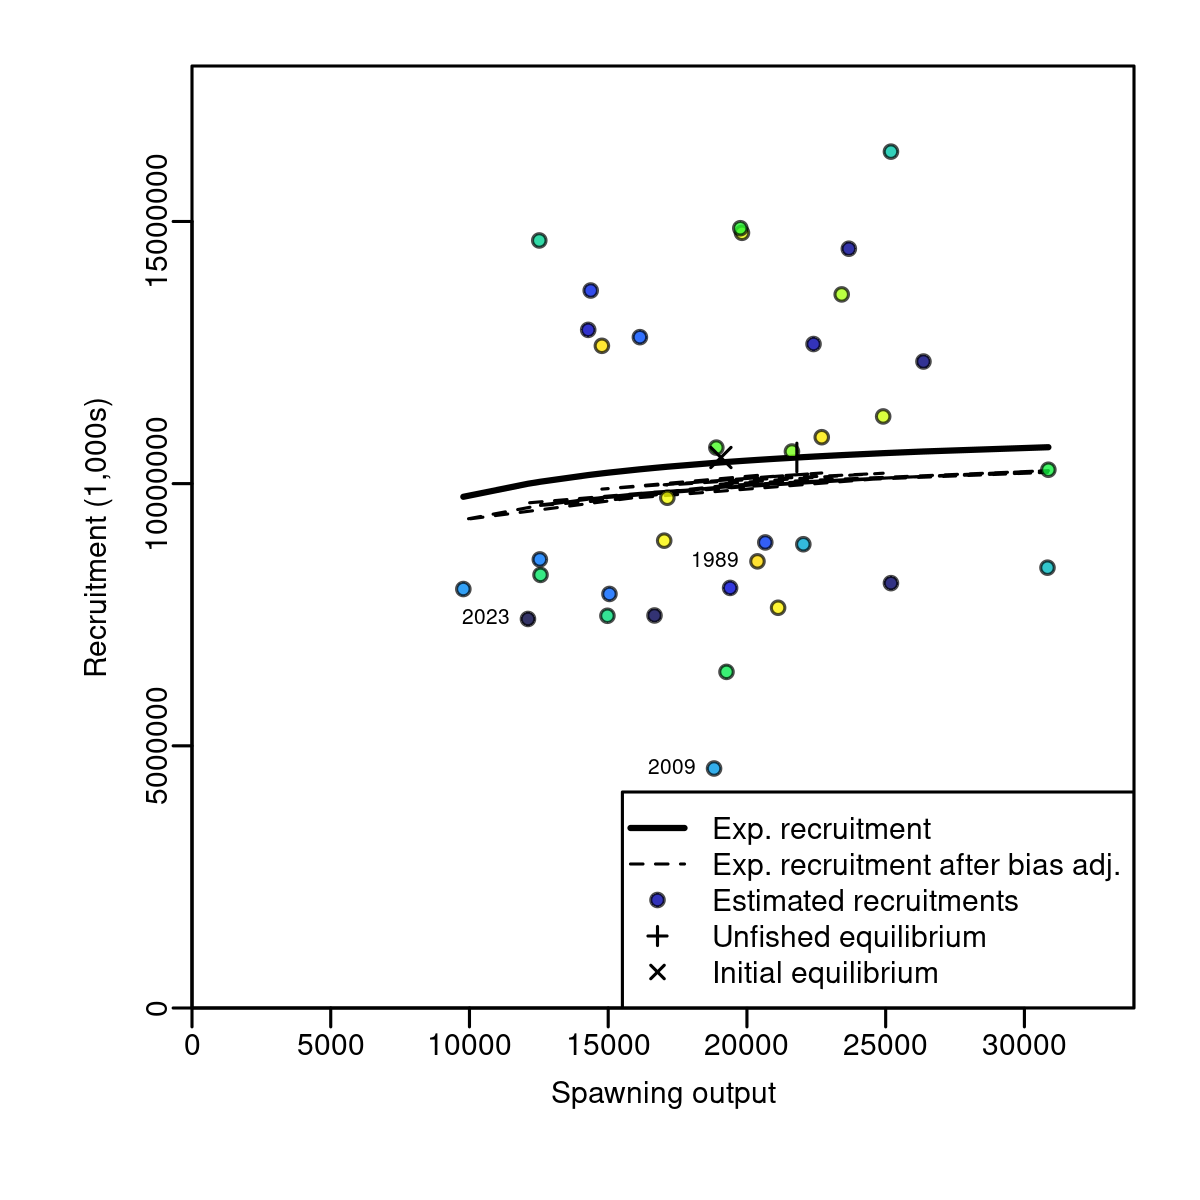 Recruitment (1,000s)
15000000
10000000
5000000
0
1989
2023
2009
Exp. recruitment
Exp. recruitment after bias adj.
Estimated recruitments
Unfished equilibrium
Initial equilibrium
0 5000 10000 15000 20000 25000 30000
Spawning output